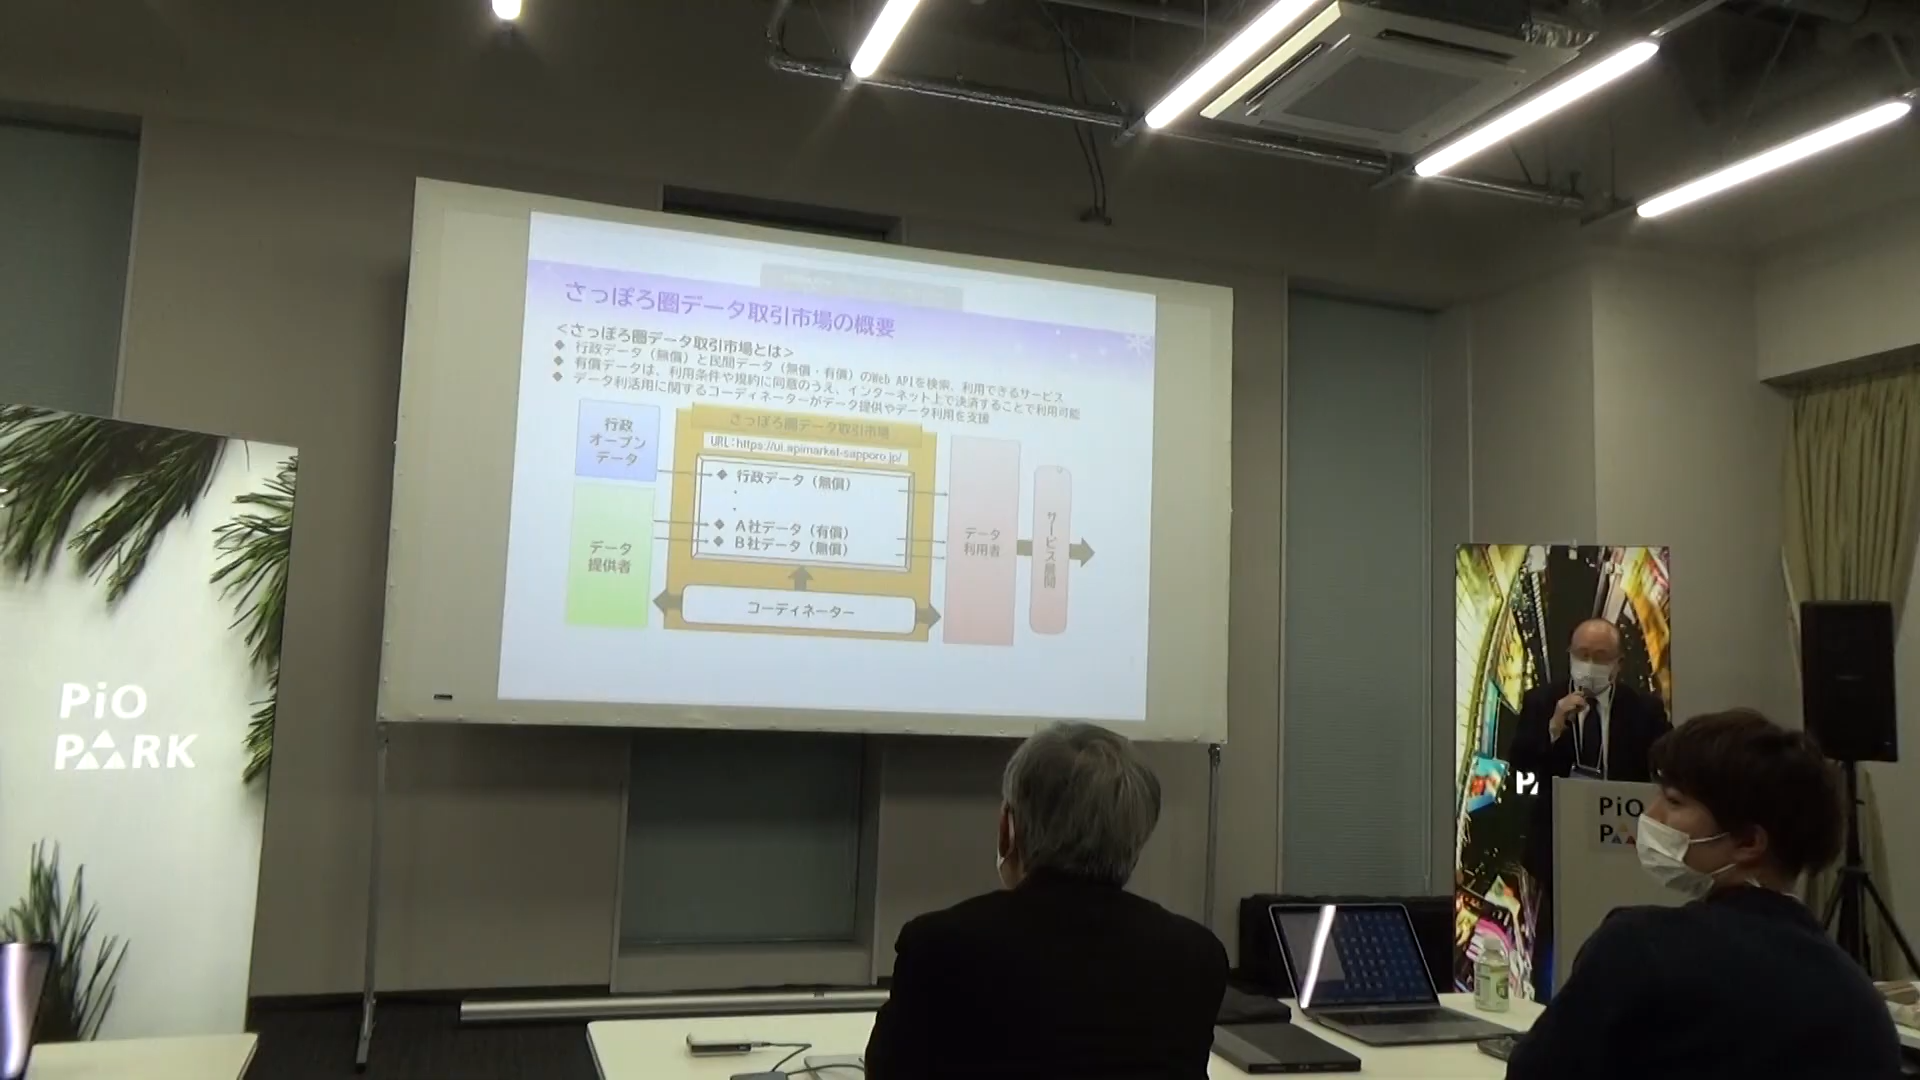 さっぽろ圏データ取引市場の概要
＜さっぽろ圏データ取引市場とは＞
◆ 行政データ（無償）と民間データ（無償・有償）のWeb APIを検索、利用できるサービス
◆ 有償データは、利用条件や規約に同意のうえ、インターネット上で決済することで利用可能
◆ データ利活用に関するコーディネーターがデータ提供やデータ利用を支援
行政
オープン
データ
データ
提供者
さっぽろ圏データ取引市場
URL：https://ui.apimarket-sapporo.jp/
◆ 行政データ（無償）
・
・
◆ A社データ（有償）
◆ B社データ（無償）
コーディネーター
データ
利用者
サービス展開
PiO
PARK
P
PiO
P